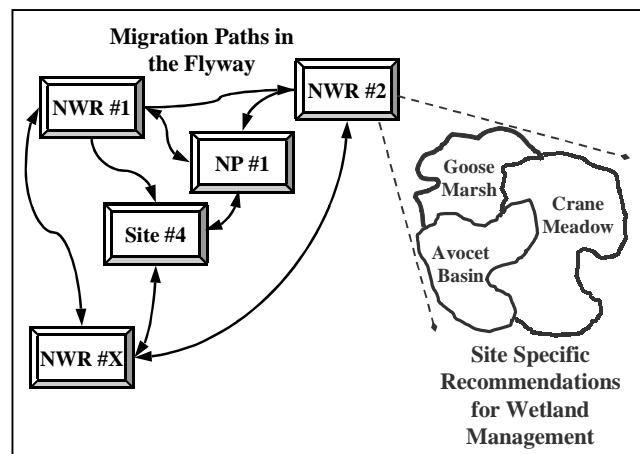 Migration Paths in
the Flyway
NWR #1
NWR #2
NP #1
Site #4
NWR #X
Goose
Marsh
Crane
Meadow
Avocet
Basin
Site Specific
Recommendations
for Wetland
Management